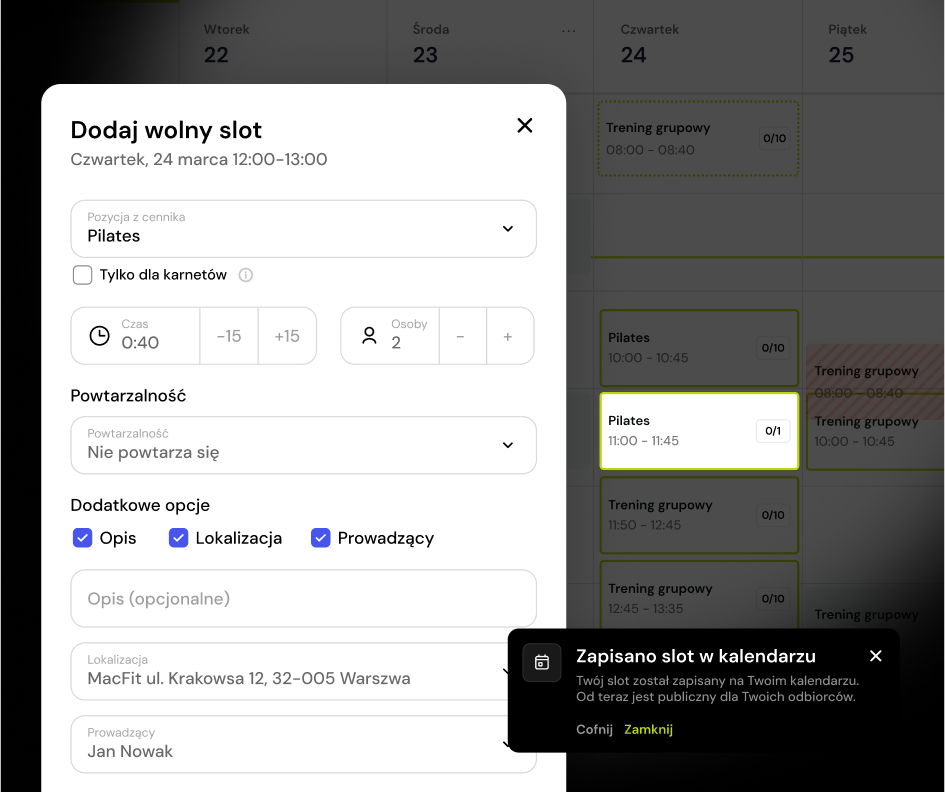 Wtorek
22
Środa
23
...
Czwartek
24
Piątek
25
Dodaj wolny slot
Czwartek, 24 marca 12:00-13:00
Pozycja z cennika
Pilates
Tylko dla karnetów
Czas
0:40
-15
+15
Osoby
2
-
+
Powtarzalność
Powtarzalność
Nie powtarza się
Dodatkowe opcje
Opis
Lokalizacja
Prowadzący
Opis (opcjonalne)
Lokalizacja
MacFit ul. Krakowsa 12, 32-005 Warszwa
Prowadzący
Jan Nowak
Trening grupowy
08:00 - 08:40
0/10
Pilates
10:00 - 10:45
0/10
Pilates
11:00 - 11:45
0/1
Trening grupowy
11:50 - 12:45
0/10
Trening grupowy
12:45 - 13:35
0/10
Trening grupowy
08:00 - 08:40
Trening grupowy
10:00 - 10:45
Trening grupowy
Zapisano slot w kalendarzu
Twój slot został zapisany na Twoim kalendarzu.
Od teraz jest publiczny dla Twoich odbiorców.
Cofnij Zamknij